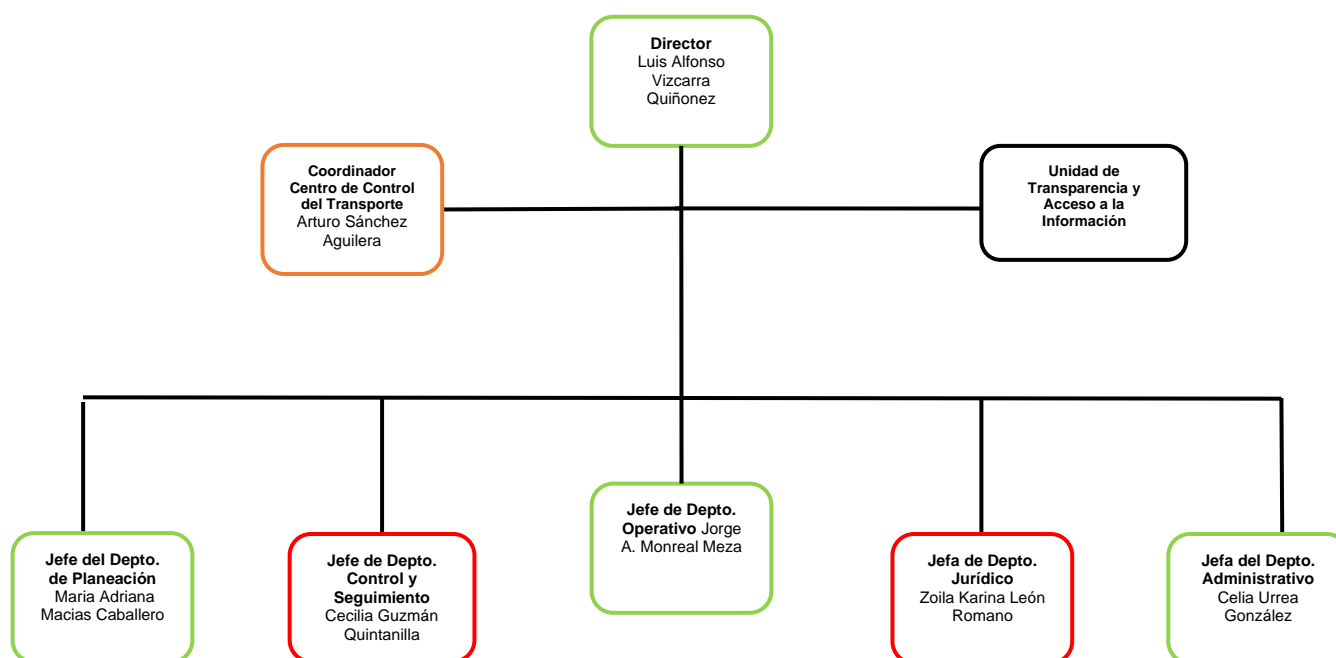 Director
Luis Alfonso
Vizcarra
Quiñonez
Coordinador
Centro de Control
del Transporte
Arturo Sánchez
Aguilera
Unidad de
Transparencia y
Acceso a la
Información
Jefe del Depto.
de Planeación
Maria Adriana
Macias Caballero
Jefe de Depto.
Control y
Seguimiento
Cecilia Guzmán
Quintanilla
Jefe de Depto.
Operativo Jorge
A. Monreal Meza
Jefa de Depto.
Jurídico
Zoila Karina León
Romano
Jefa del Depto.
Administrativo
Celia Urrea
González